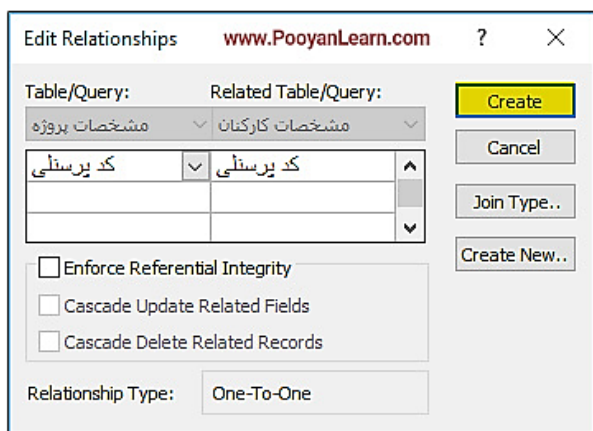 Edit Relationships www.PooyanLearn.com ?
Table/Query: Related Table/Query:
مشخصات پروژه مشخصات کارکنان
کد پرسنلی کد پرسنلی
Create
Cancel
Join Type..
Create New..
Enforce Referential Integrity
Cascade Update Related Fields
Cascade Delete Related Records
Relationship Type: One-To-One